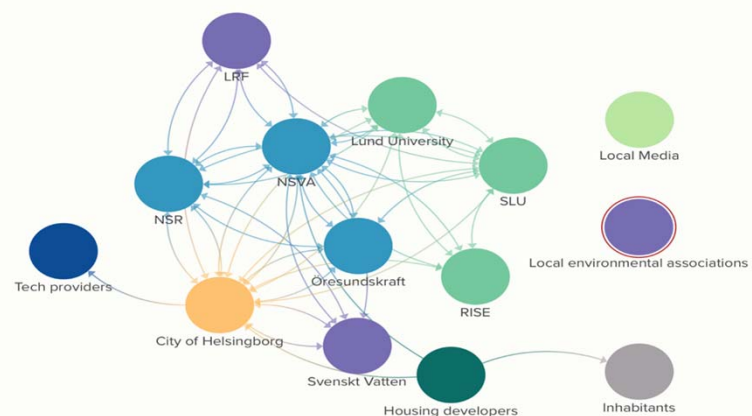 LRF
Lund University
Local Media
NSVA
SLU
NSR
Local environmental associations
Öresundskraft
Tech providers
RISE
City of Helsingborg
Svenskt Vatten
Housing developers
Inhabitants